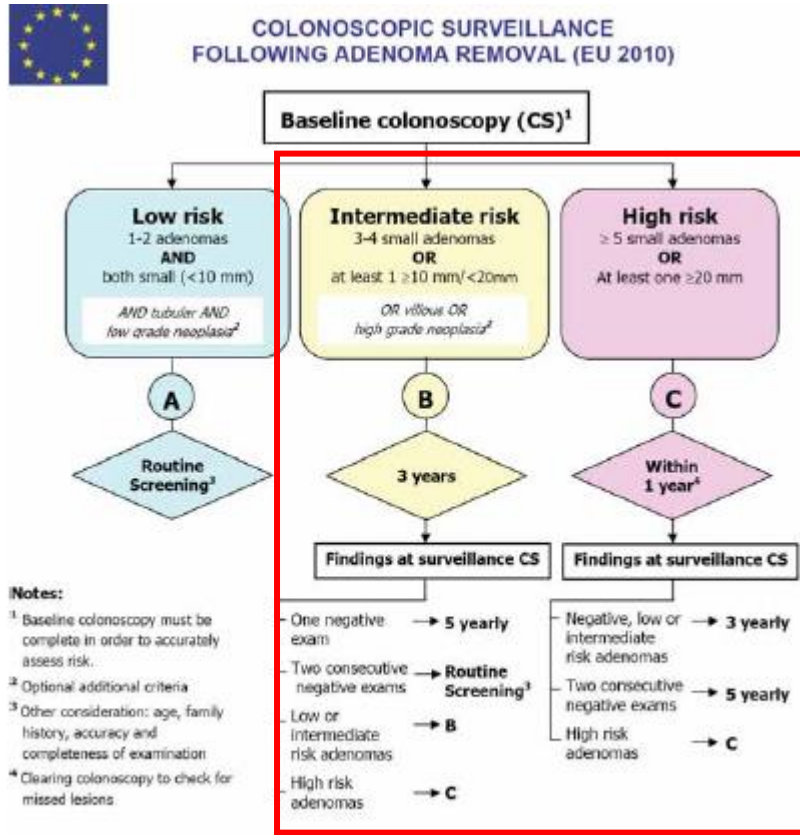 COLONOSCOPIC SURVEILLANCE
FOLLOWING ADENOMA REMOVAL (EU 2010)
Baseline colonoscopy (CS)¹
Low risk
1-2 adenomas
AND
both small (<10 mm)
AND tubular AND
low grade neoplasia²
A
Routine
Screening³
Intermediate risk
3-4 small adenomas
OR
at least 1 ≥10 mm/<20mm
OR villous OR
high grade neoplasia²
B
3 years
High risk
≥ 5 small adenomas
OR
At least one ≥20 mm
C
Within
1 year⁴
Findings at surveillance CS
One negative
exam
5 yearly
Two consecutive
negative exams
Routine
Screening³
Low or
intermediate
risk adenomas
B
High risk
adenomas
C
Findings at surveillance CS
Negative, low or
intermediate
risk adenomas
3 yearly
Two consecutive
negative exams
5 yearly
High risk
adenomas
C
Notes:
¹ Baseline colonoscopy must be
complete in order to accurately
assess risk.
² Optional additional criteria
³ Other consideration: age, family
history, accuracy and
completeness of examination
⁴ Clearing colonoscopy to check for
missed lesions